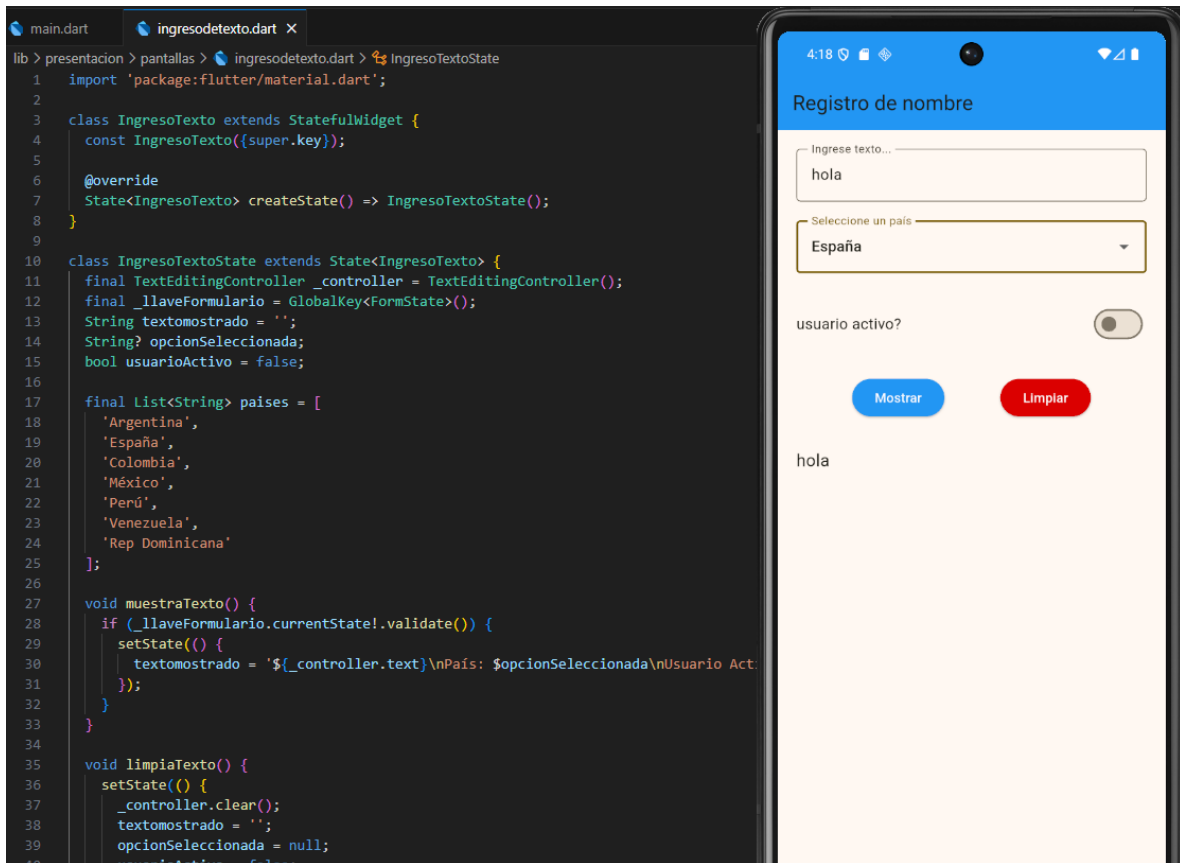 main.dart
ingresodetexto.dart
lib > presentacion > pantallas > ingresodetexto.dart > IngresoTextoState
1 import 'package:flutter/material.dart';
2
3 class IngresoTexto extends StatefulWidget {
4 const IngresoTexto({super.key});
5
6 @override
7 State<IngresoTexto> createState() => IngresoTextoState();
8 }
9
10 class IngresoTextoState extends State<IngresoTexto> {
11 final TextEditingController _controller = TextEditingController();
12 final _llaveFormulario = GlobalKey<FormState>();
13 String textomostrado = '';
14 String? opcionSeleccionada;
15 bool usuarioActivo = false;
16
17 final List<String> paises = [
18 'Argentina',
19 'España',
20 'Colombia',
21 'México',
22 'Perú',
23 'Venezuela',
24 'Rep Dominicana'
25 ];
26
27 void muestraTexto() {
28 if (_llaveFormulario.currentState!.validate()) {
29 setState(() {
30 textomostrado = '${_controller.text}\nPaís: $opcionSeleccionada\nUsuario Act
31 });
32 }
33 }
34
35 void limpiaTexto() {
36 setState(() {
37 _controller.clear();
38 textomostrado = '';
39 opcionSeleccionada = null;
4:18
Registro de nombre
Ingrese texto...
hola
Seleccione un país
España
usuario activo?
Mostrar
Limpiar
hola